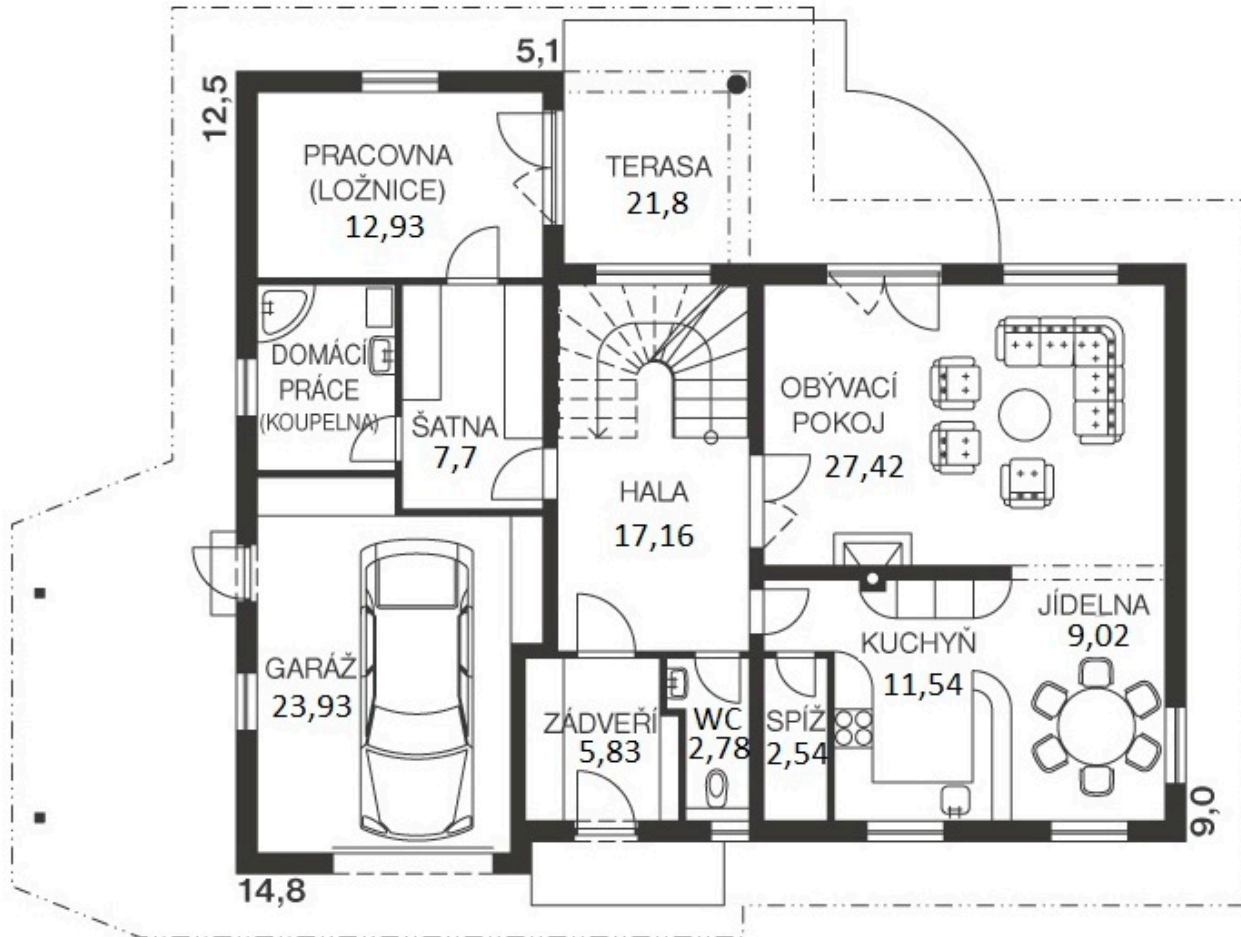 5,1
12,5
PRACOVNA
(LOŽNICE)
12,93
TERASA
21,8
DOMÁCÍ
PRÁCE
(KOUPELNA)
ŠATNA
7,7
HALA
17,16
OBÝVACÍ
POKOJ
27,42
GARÁŽ
23,93
ZÁDVEŘÍ
5,83
WC
2,78
SPÍŽ
2,54
KUCHYŇ
11,54
JÍDELNA
9,02
9,0
14,8